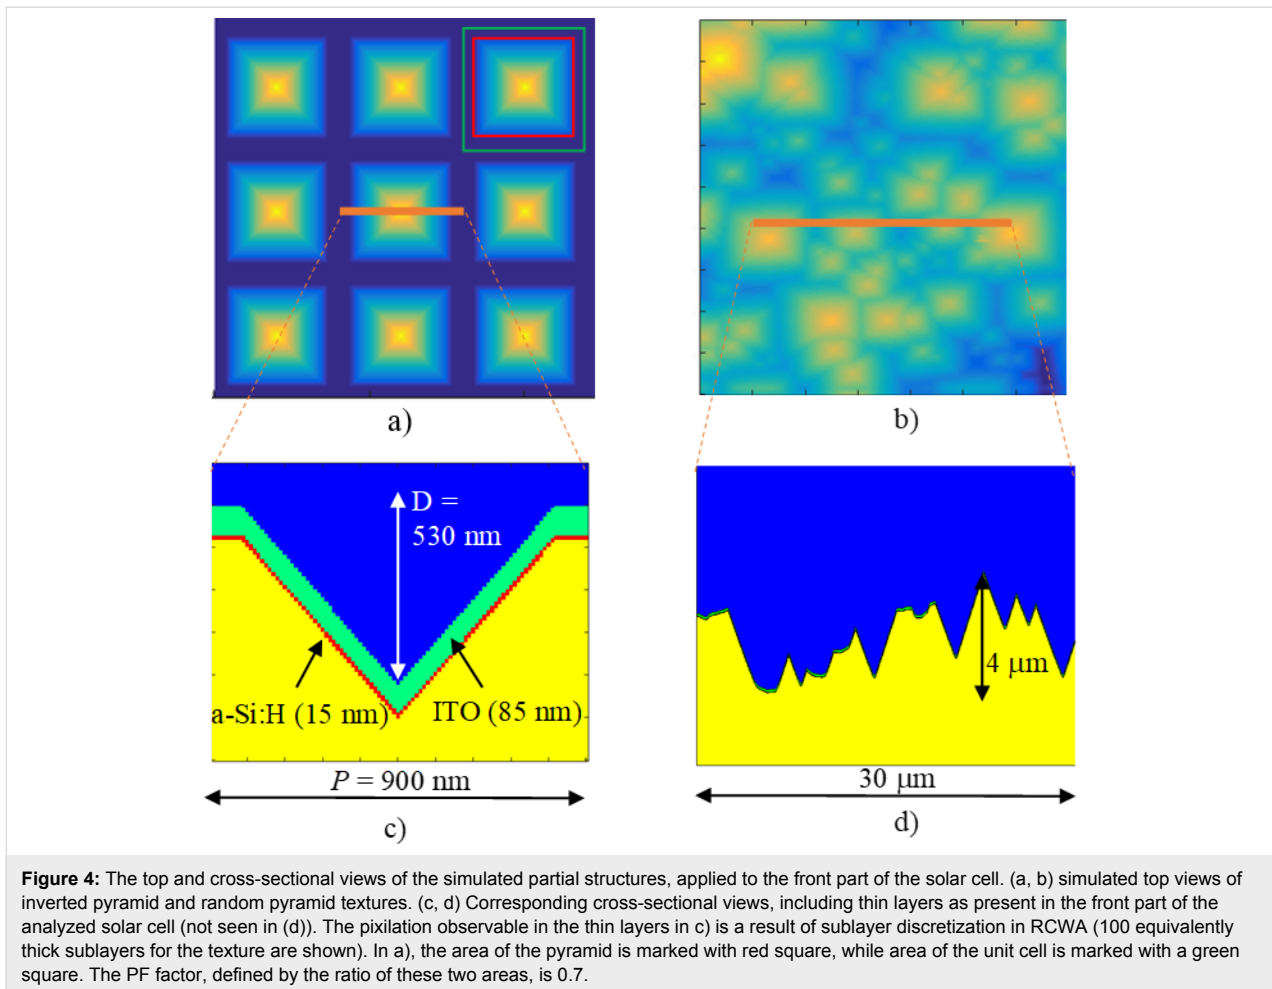 a)
b)
D =
530 nm
a-Si:H (15 nm)
ITO (85 nm)
P = 900 nm
c)
4 μm
30 μm
d)
Figure 4: The top and cross-sectional views of the simulated partial structures, applied to the front part of the solar cell. (a, b) simulated top views of
inverted pyramid and random pyramid textures. (c, d) Corresponding cross-sectional views, including thin layers as present in the front part of the
analyzed solar cell (not seen in (d)). The pixilation observable in the thin layers in c) is a result of sublayer discretization in RCWA (100 equivalently
thick sublayers for the texture are shown). In a), the area of the pyramid is marked with red square, while area of the unit cell is marked with a green
square. The PF factor, defined by the ratio of these two areas, is 0.7.